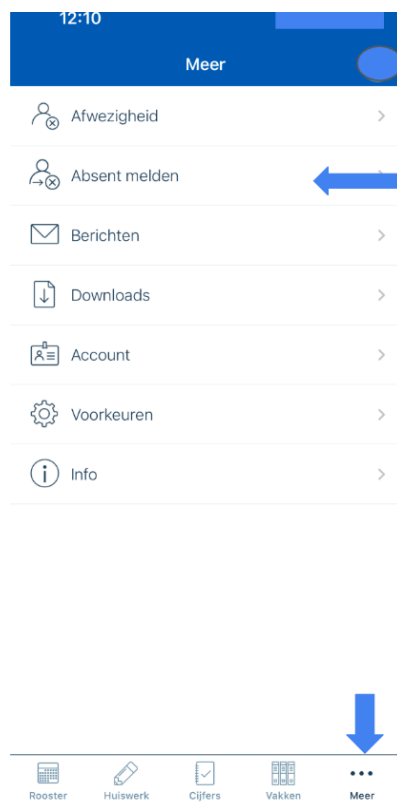 12:10
Meer
Afwezigheid
Absent melden
Berichten
Downloads
Account
Voorkeuren
Info
Rooster Huiswerk Cijfers Vakken Meer